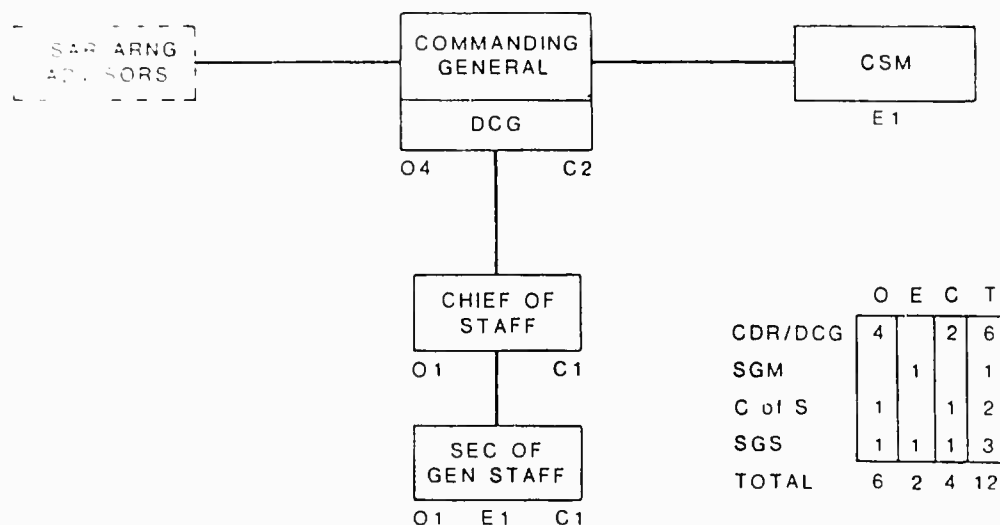 ARNG
COMMANDING
GENERAL
DCG
O4 C2
CSM
E1
CHIEF OF
STAFF
O1 C1
SEC OF
GEN STAFF
O1 E1 C1
O E C T
CDR/DCG 4 2 6
SGM 1 1
C of S 1 1 2
SGS 1 1 1 3
TOTAL 6 2 4 12